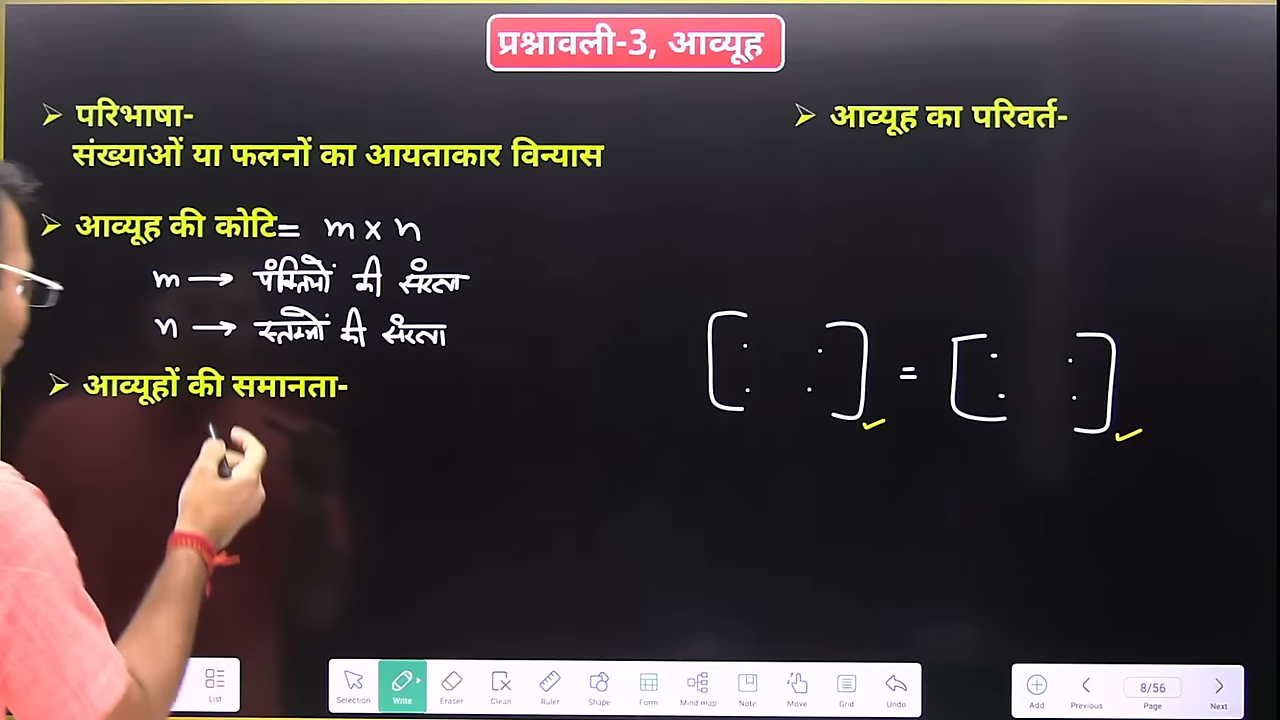 प्रश्नावली-3, आव्यूह
➢ परिभाषा-
संख्याओं या फलनों का आयताकार विन्यास
➢ आव्यूह की कोटि = m x n
m → पंक्तियों की संख्या
n → स्तम्भों की संख्या
➢ आव्यूहों की समानता-
➢ आव्यूह का परिवर्त-
=
List
Selection Write Eraser Clean Ruler Shape Form Mind map Note Move Grid Undo
Add Previous 8/56 Page Next